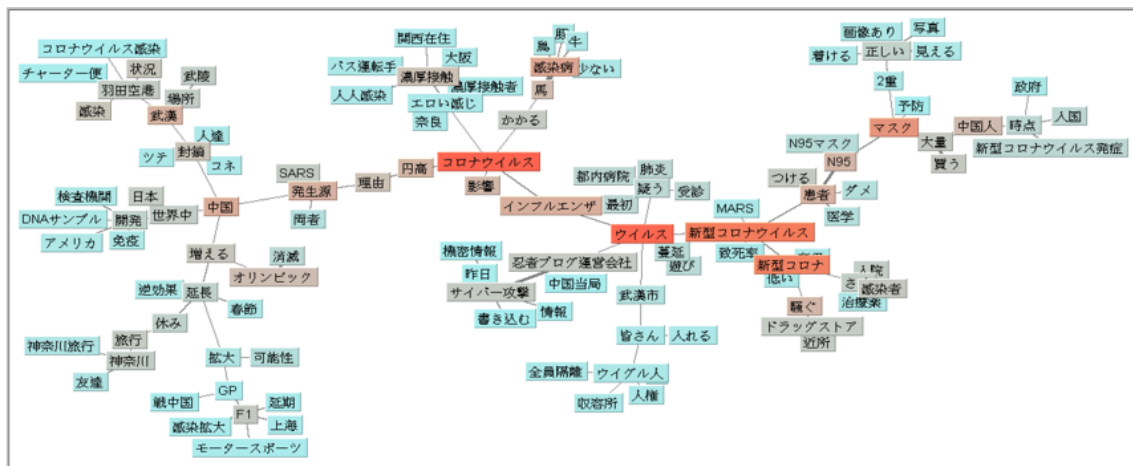 コロナウイルス感染
チャーター便
状況
武陵
羽田空港
場所
感染
武漢
人達
封鎖
ツテ
コネ
検査機関
日本
DNAサンプル
開発
世界中
中国
アメリカ
免疫
増える
消滅
オリンピック
逆効果
延長
春節
休み
旅行
神奈川旅行
神奈川
友達
拡大
可能性
GP
戦中国
F1
延期
感染拡大
上海
モータースポーツ
SARS
発生源
両者
理由
円高
関西在住
大阪
バス運転手
濃厚接触
濃厚接触者
人人感染
エロい感じ
奈良
豚
鳥
牛
感染病
少ない
馬
かかる
コロナウイルス
影響
インフルエンザ
都内病院
肺炎
疑う
受診
最初
ウイルス
蔓延
遊び
忍者ブログ運営会社
機密情報
昨日
中国当局
サイバー攻撃
書き込む
情報
武漢市
皆さん
入れる
全員隔離
ウイグル人
収容所
人権
MARS
新型コロナウイルス
致死率
新型コロナ
低い
入院
感染者
治療薬
騒ぐ
ドラッグストア
近所
画像あり
写真
着ける
正しい
見える
2重
予防
マスク
N95マスク
N95
つける
患者
ダメ
医学
大量
買う
中国人
政府
時点
入国
新型コロナウイルス発症